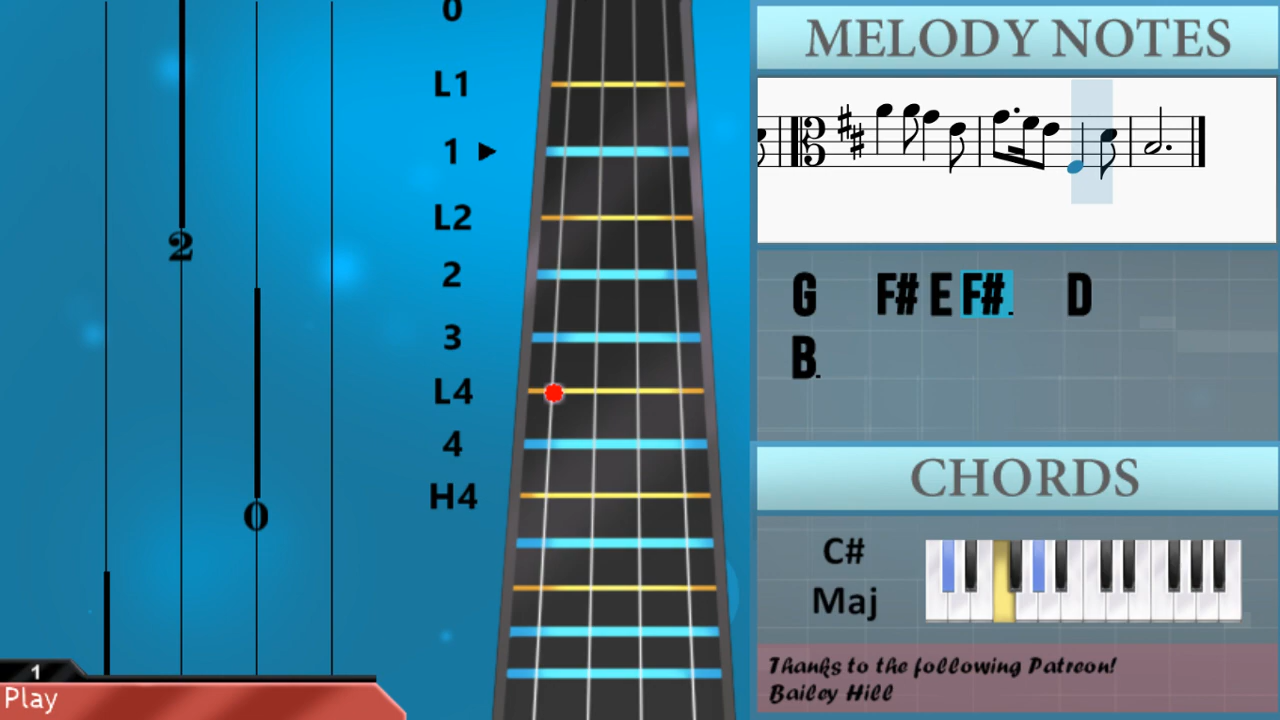 0
L1
1
L2
2
3
L4
4
H4
2
0
1
Play
MELODY NOTES
G F# E F#. D
B.
CHORDS
C#
Maj
Thanks to the following Patreon!
Bailey Hill